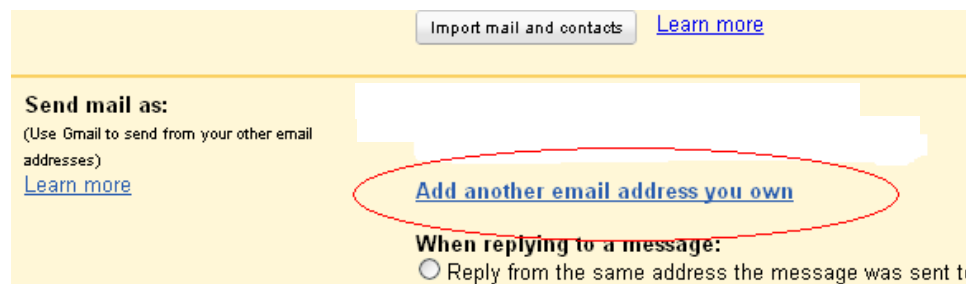 Import mail and contacts Learn more
Send mail as:
(Use Gmail to send from your other email
addresses)
Learn more
Add another email address you own
When replying to a message:
Reply from the same address the message was sent